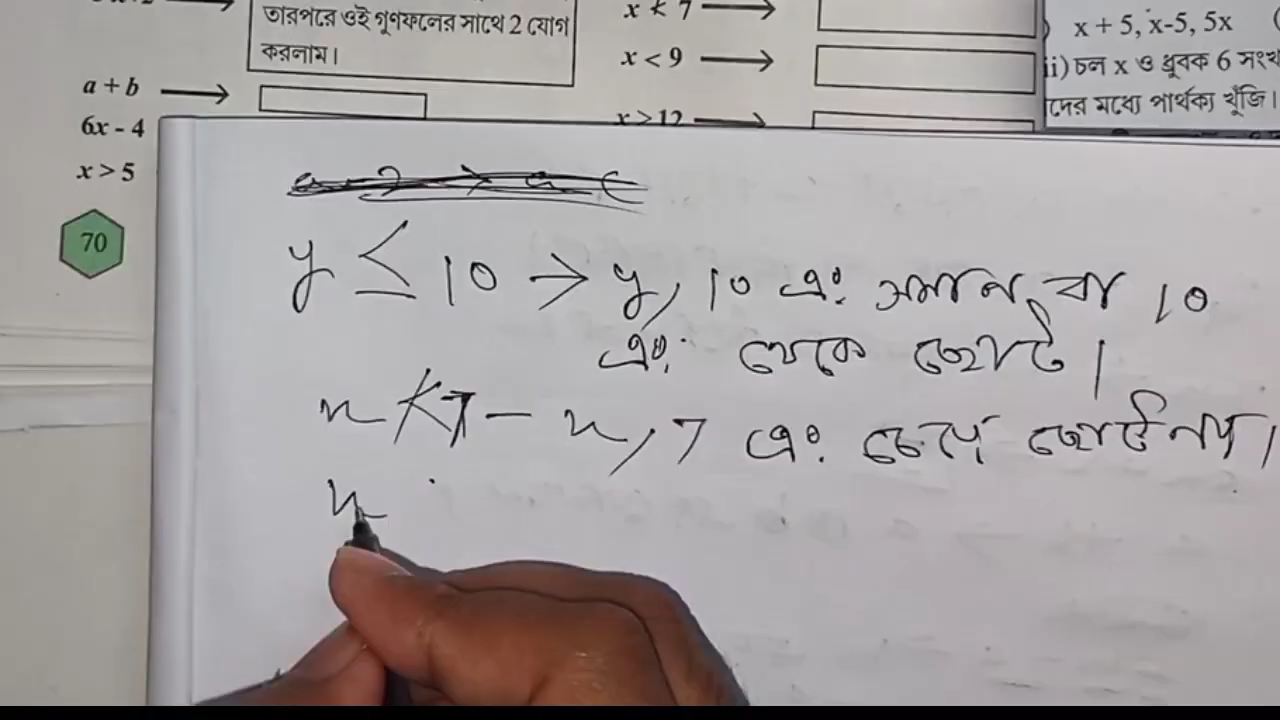 তারপরে ওই গুণফলের সাথে 2 যোগ
করলাম।
a + b
6x - 4
x > 5
70
x ≮ 7
x < 9
x > 12
x + 5, x-5, 5x
ii) চল x ও ধ্রুবক 6 সংখ
দের মধ্যে পার্থক্য খুঁজি।
y ≤ 10 → y, 10 এর সমান বা 10
এর থেকে ছোট।
x ≮ 7 - x, 7 এর চেয়ে ছোট নয়।
x